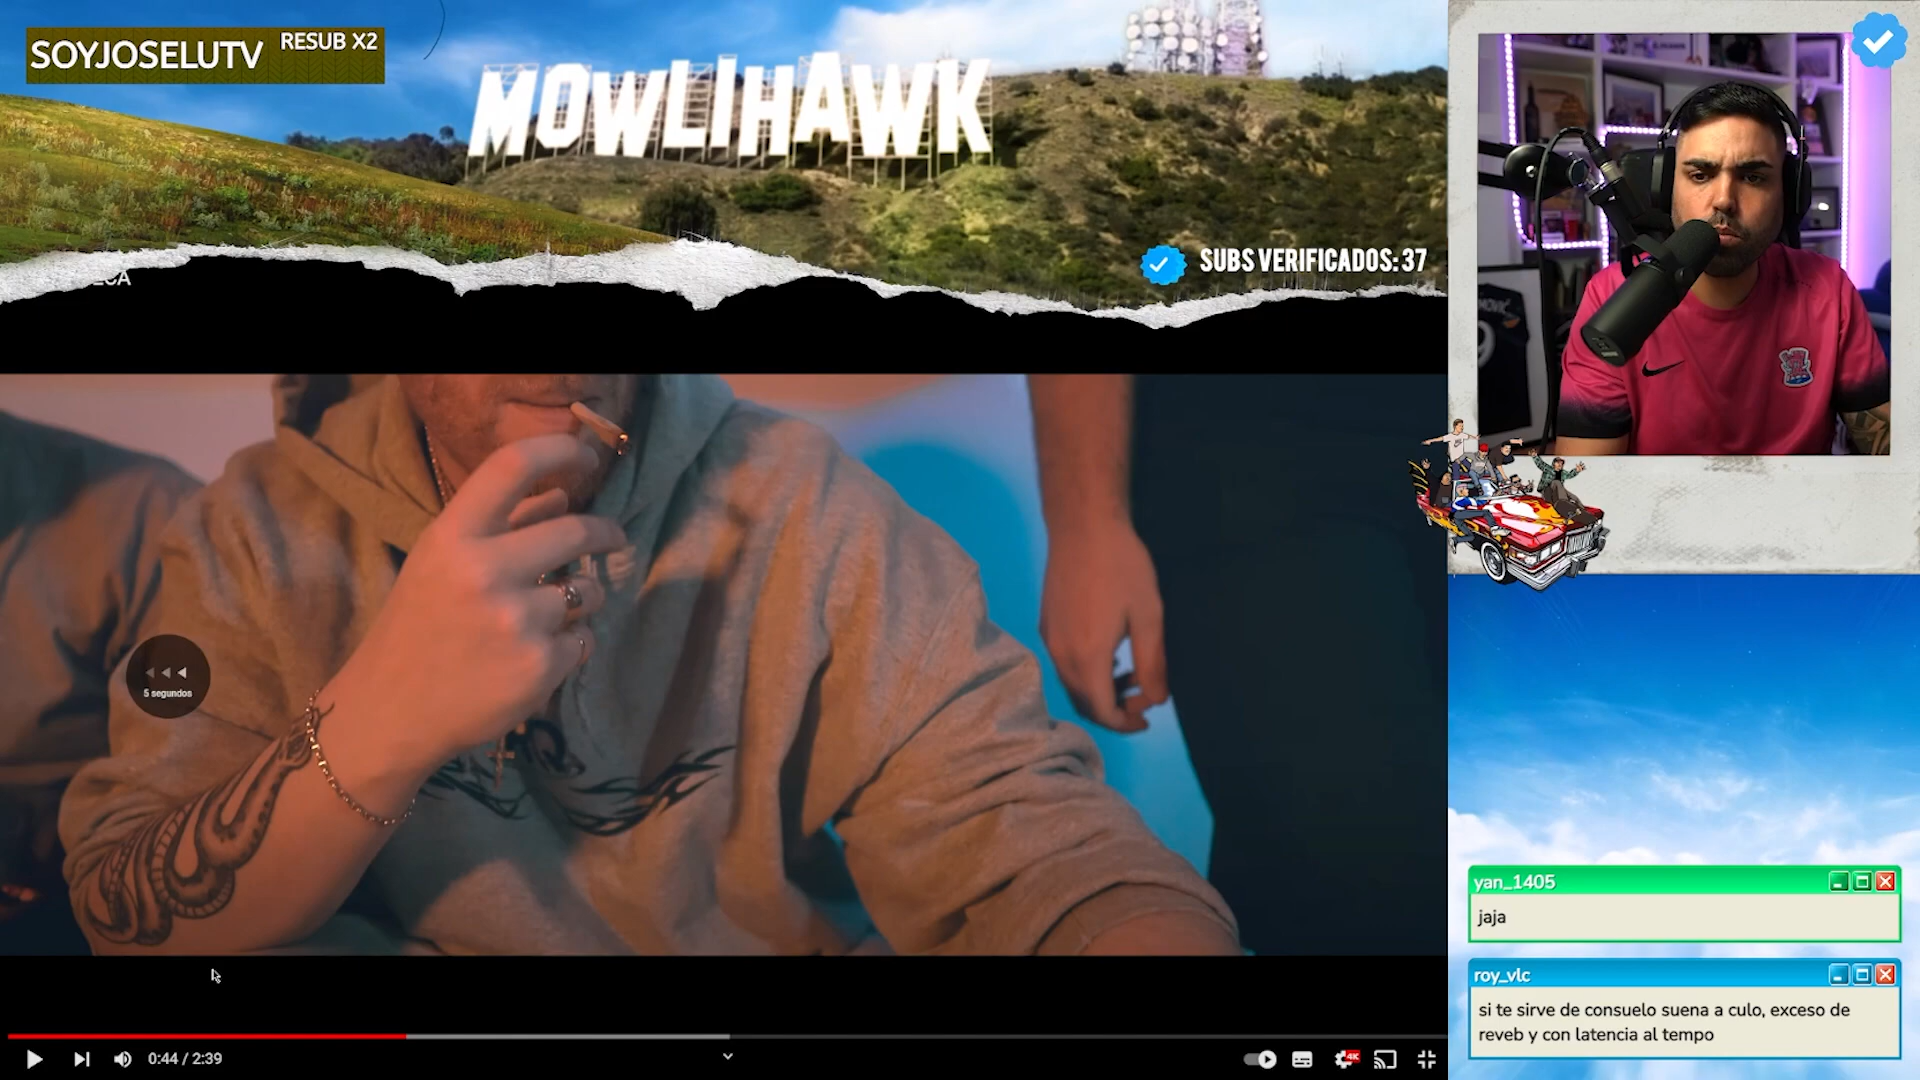 SOYJOSELUTV RESUB X2
MOWLIHAWK
SUBS VERIFICADOS: 37
5 segundos
yan_1405
jaja
roy_vlc
si te sirve de consuelo suena a culo, exceso de
reveb y con latencia al tempo
0:44 / 2:39
4K